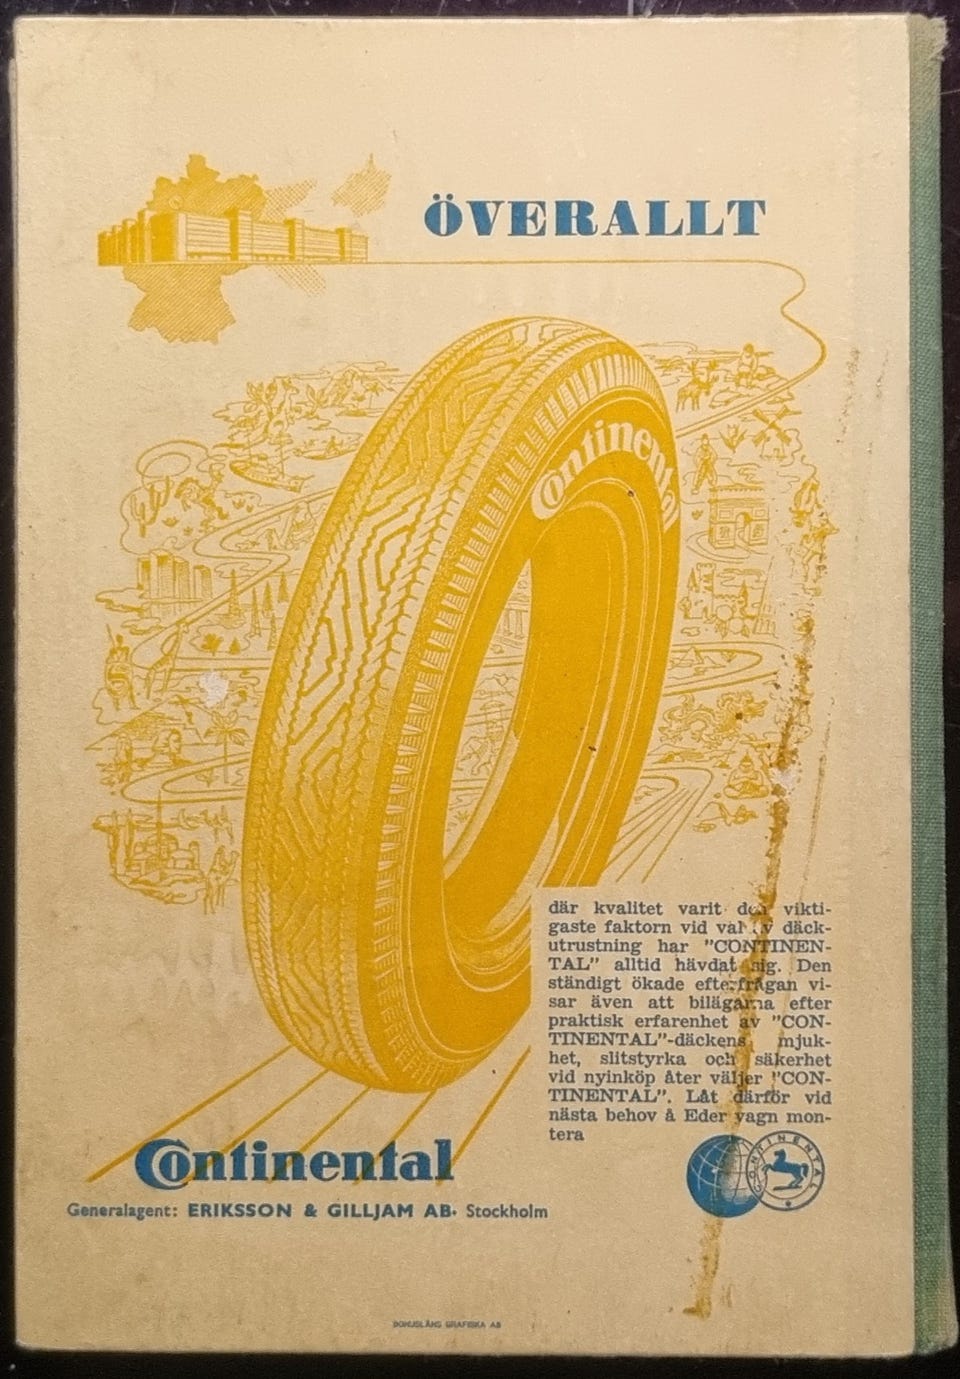 ÖVERALLT
Continental
där kvalitet varit den vikti-
gaste faktorn vid val av däck-
utrustning har ”CONTINEN-
TAL” alltid hävdat sig. Den
ständigt ökade efterfrågan vi-
sar även att bilägarna efter
praktisk erfarenhet av ”CON-
TINENTAL”-däckens mjuk-
het, slitstyrka och säkerhet
vid nyinköp åter väljer ”CON-
TINENTAL”. Låt därför vid
nästa behov å Eder vagn mon-
tera
Continental
CONTINENTAL
Generalagent: ERIKSSON & GILLJAM AB. Stockholm
BOHUSLÄNS GRAFISKA AB